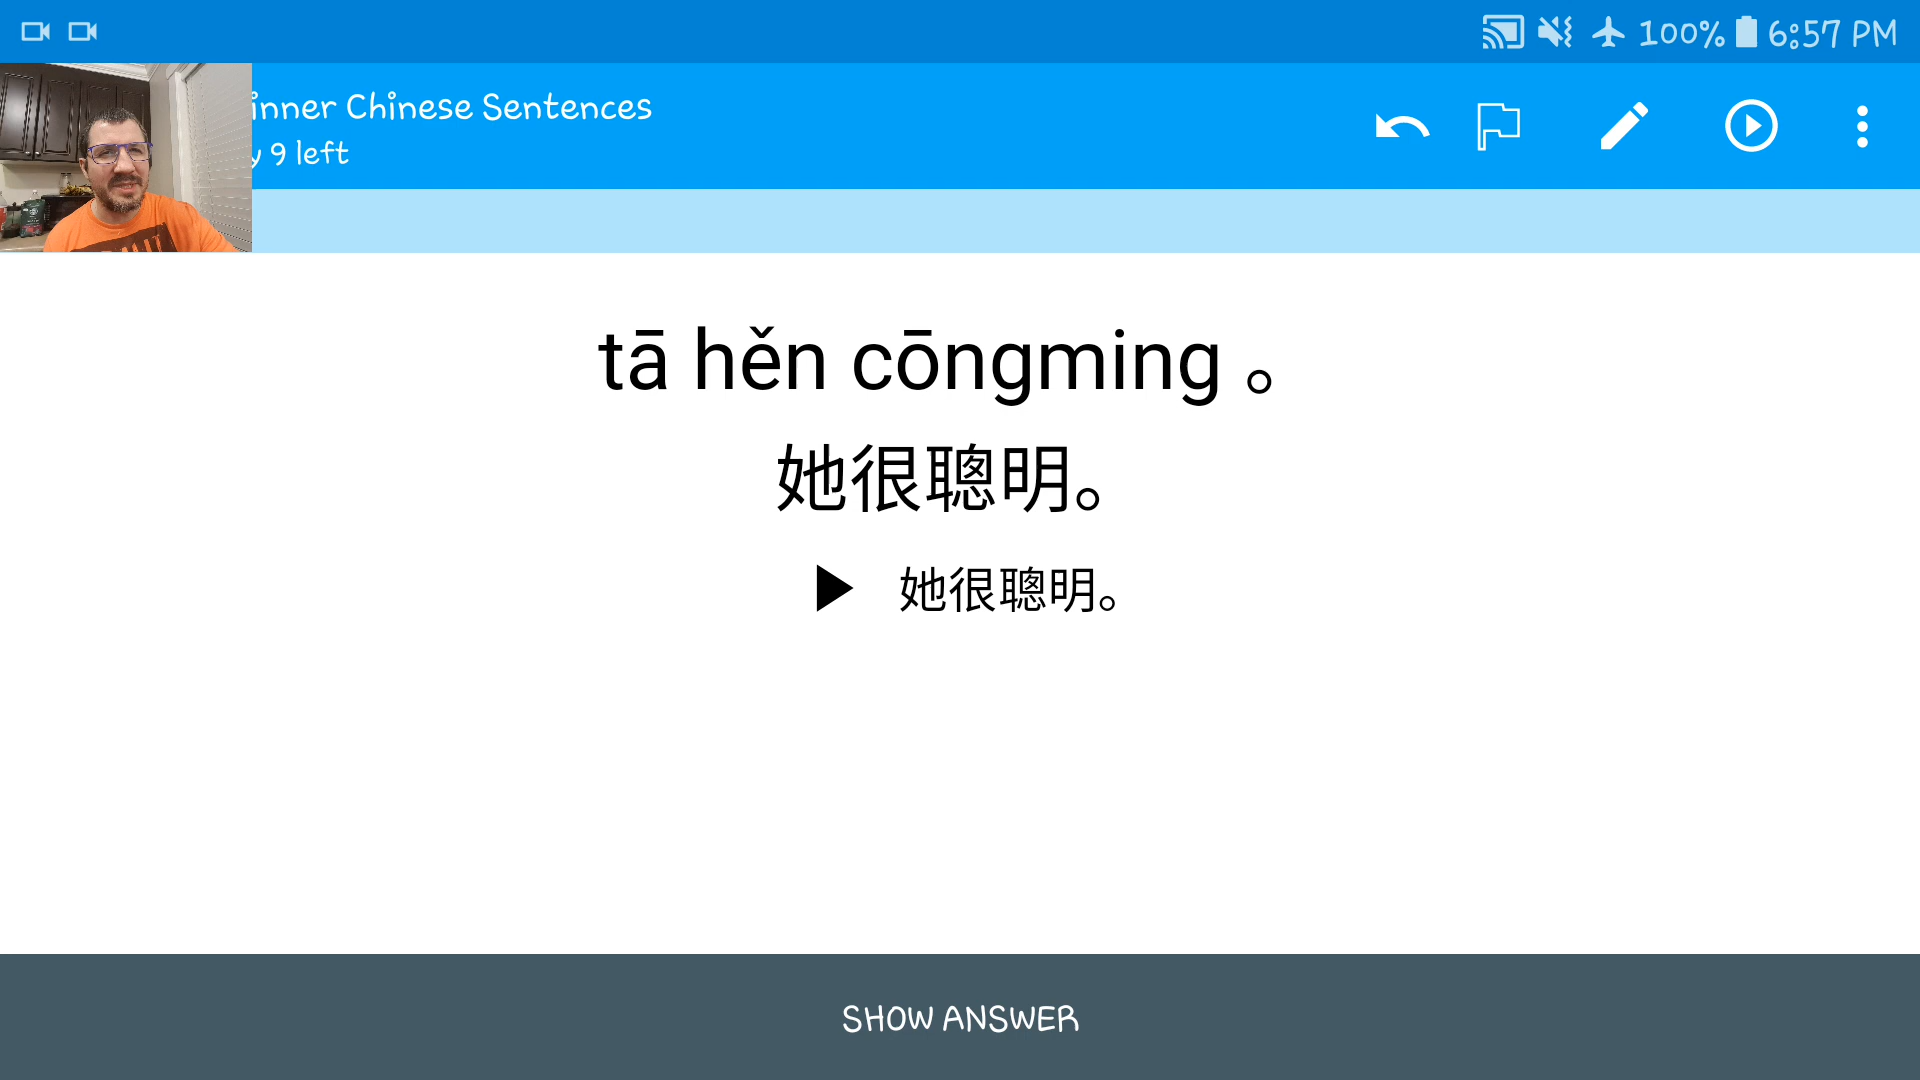 100% 6:57 PM
inner Chinese Sentences
y 9 left
tā hěn cōngming 。
她很聰明。
她很聰明。
SHOW ANSWER